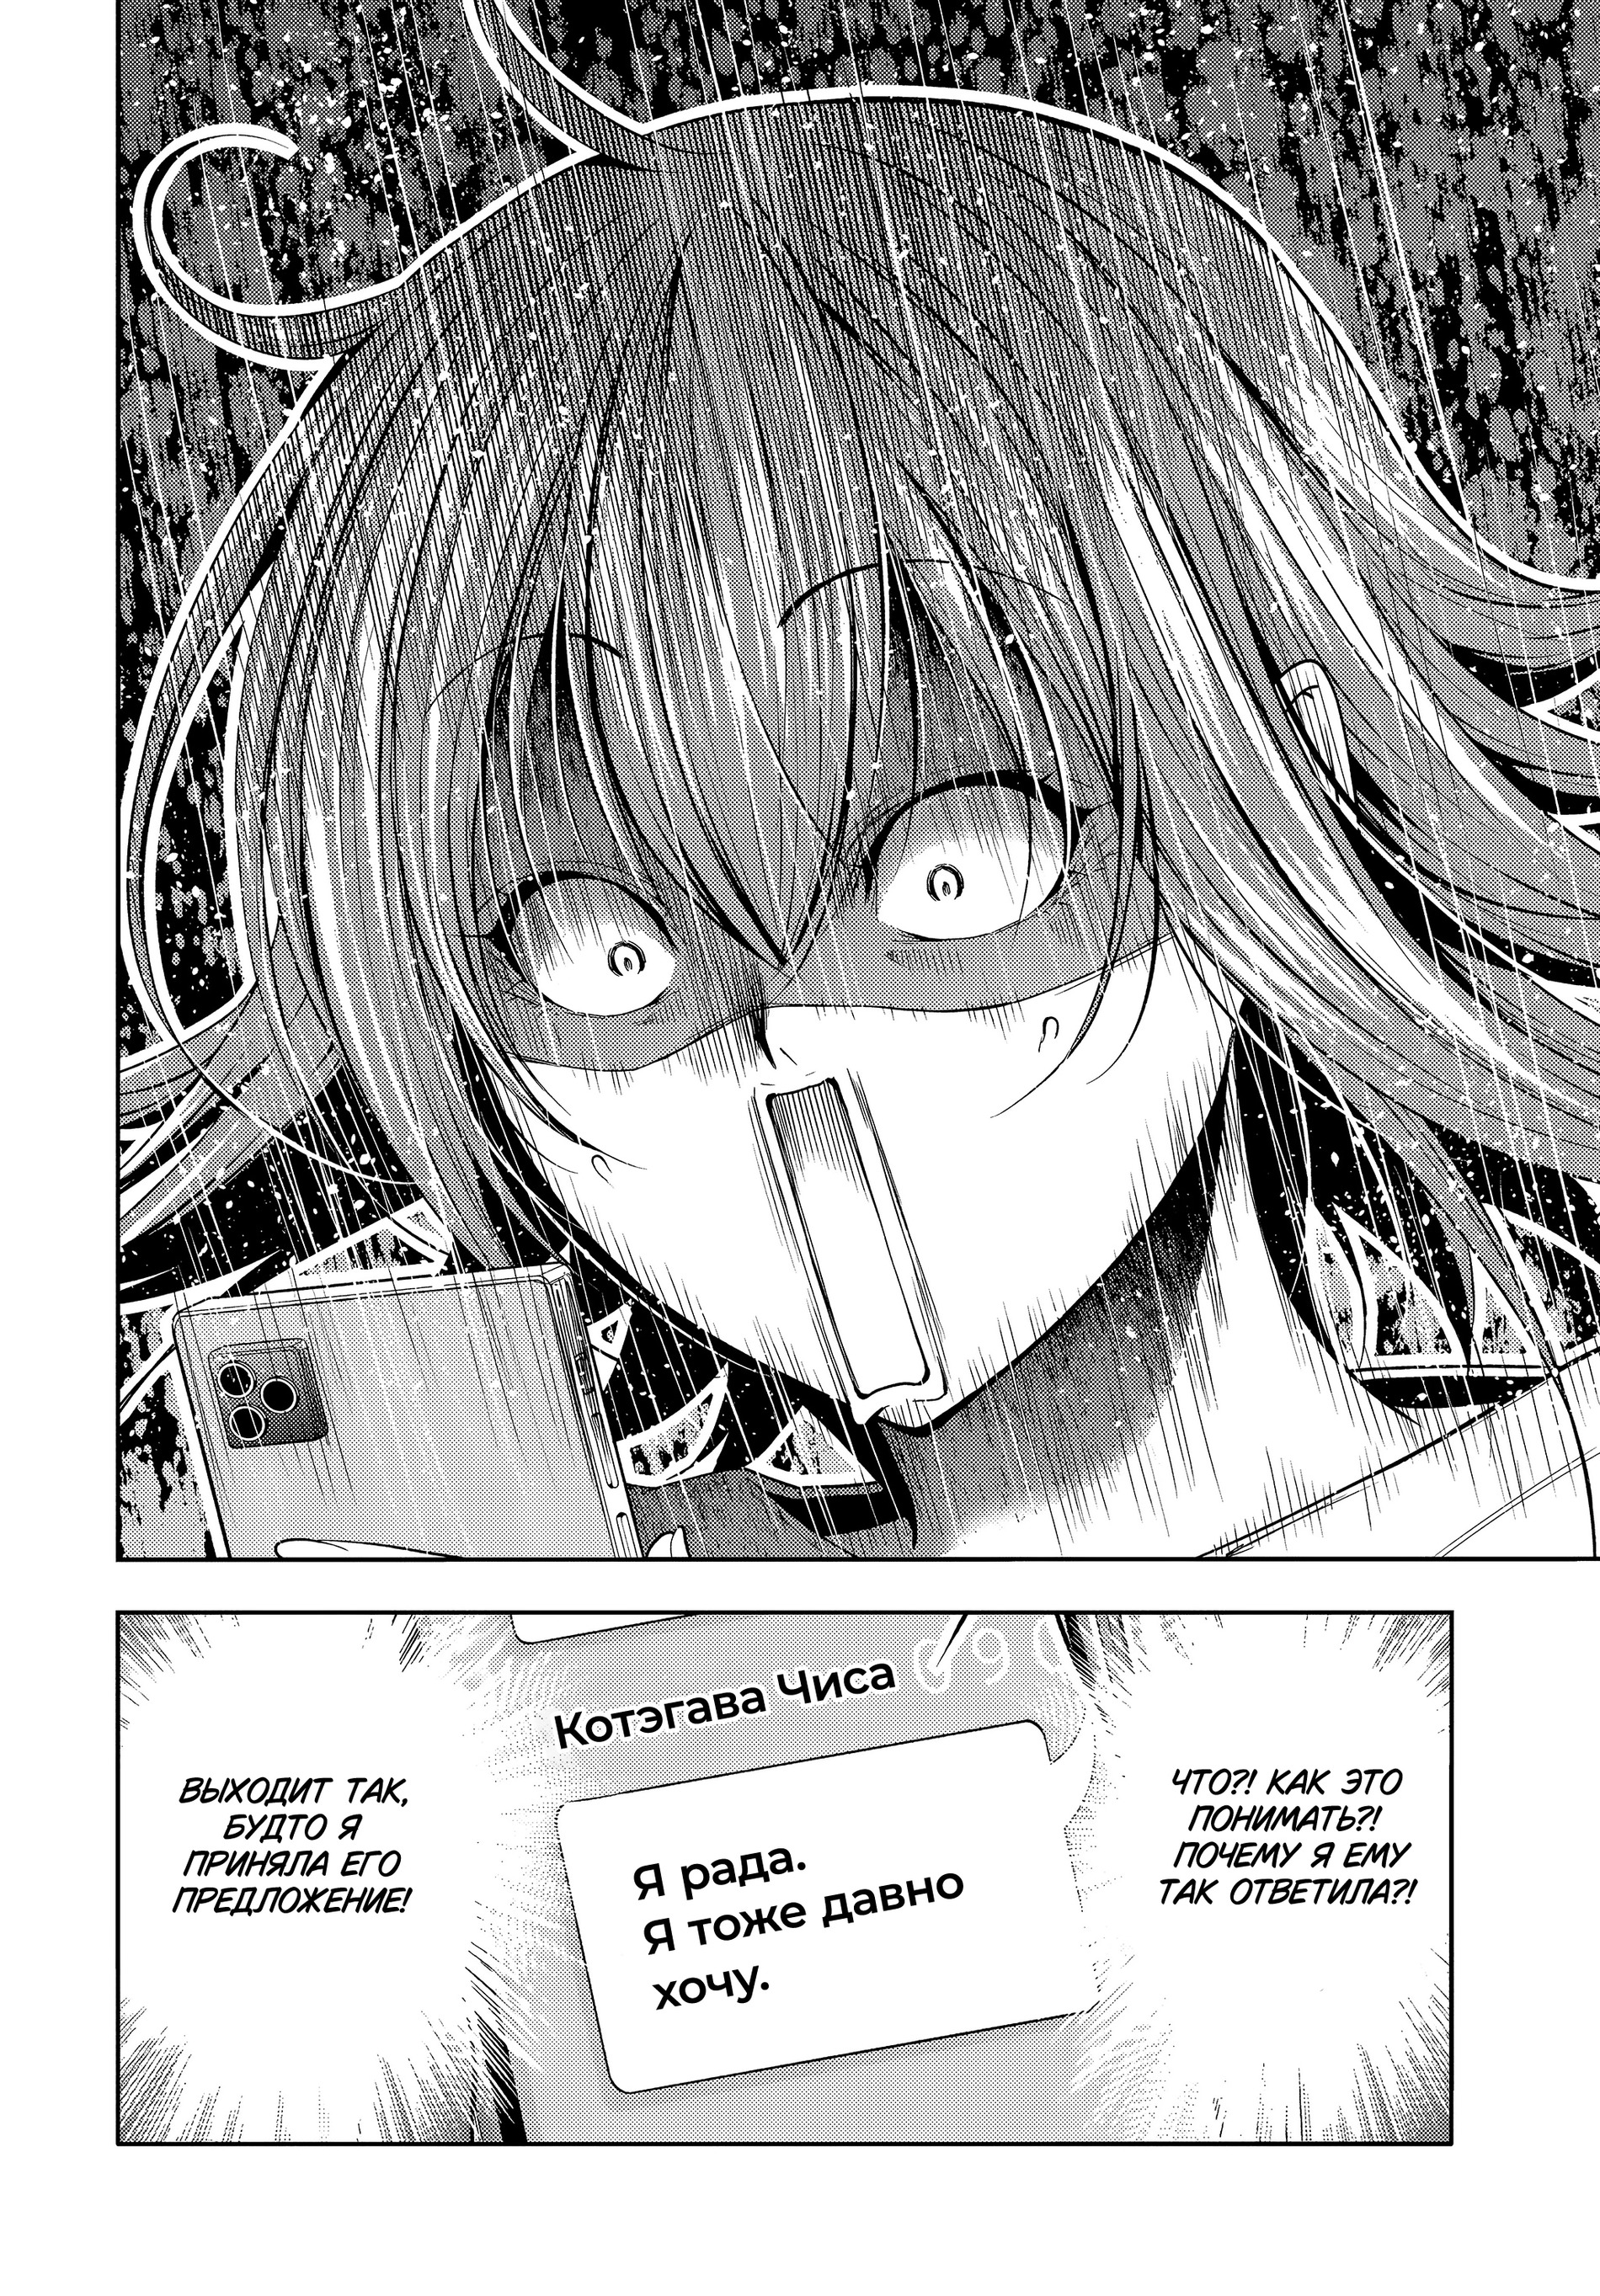 ЧТО?! КАК ЭТО
ПОНИМАТЬ?!
ПОЧЕМУ Я ЕМУ
ТАК ОТВЕТИЛА?!
Котэгава Чиса
Я рада.
Я тоже давно
хочу.
ВЫХОДИТ ТАК,
БУДТО Я
ПРИНЯЛА ЕГО
ПРЕДЛОЖЕНИЕ!